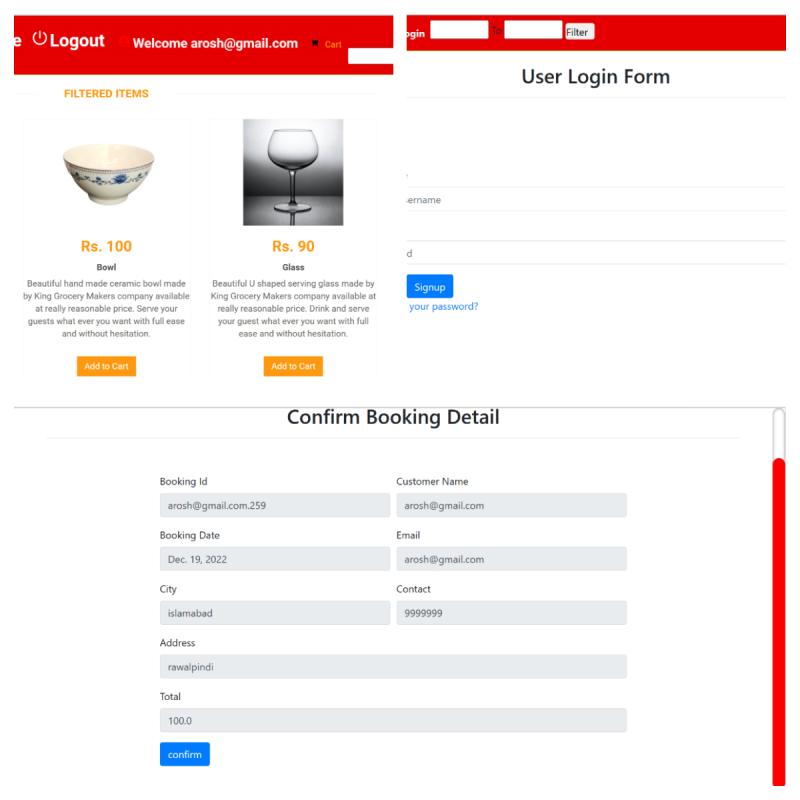 e Logout Welcome arosh@gmail.com Cart
FILTERED ITEMS
Rs. 100
Bowl
Beautiful hand made ceramic bowl made
by King Grocery Makers company available
at really reasonable price. Serve your
guests what ever you want with full ease
and without hesitation.
Add to Cart
Rs. 90
Glass
Beautiful U shaped serving glass made by
King Grocery Makers company available at
really reasonable price. Drink and serve
your guest what ever you want with full
ease and without hesitation.
Add to Cart
ogin To Filter
User Login Form
ername
d
Signup
your password?
Confirm Booking Detail
Booking Id
arosh@gmail.com.259
Customer Name
arosh@gmail.com
Booking Date
Dec. 19, 2022
Email
arosh@gmail.com
City
islamabad
Contact
9999999
Address
rawalpindi
Total
100.0
confirm